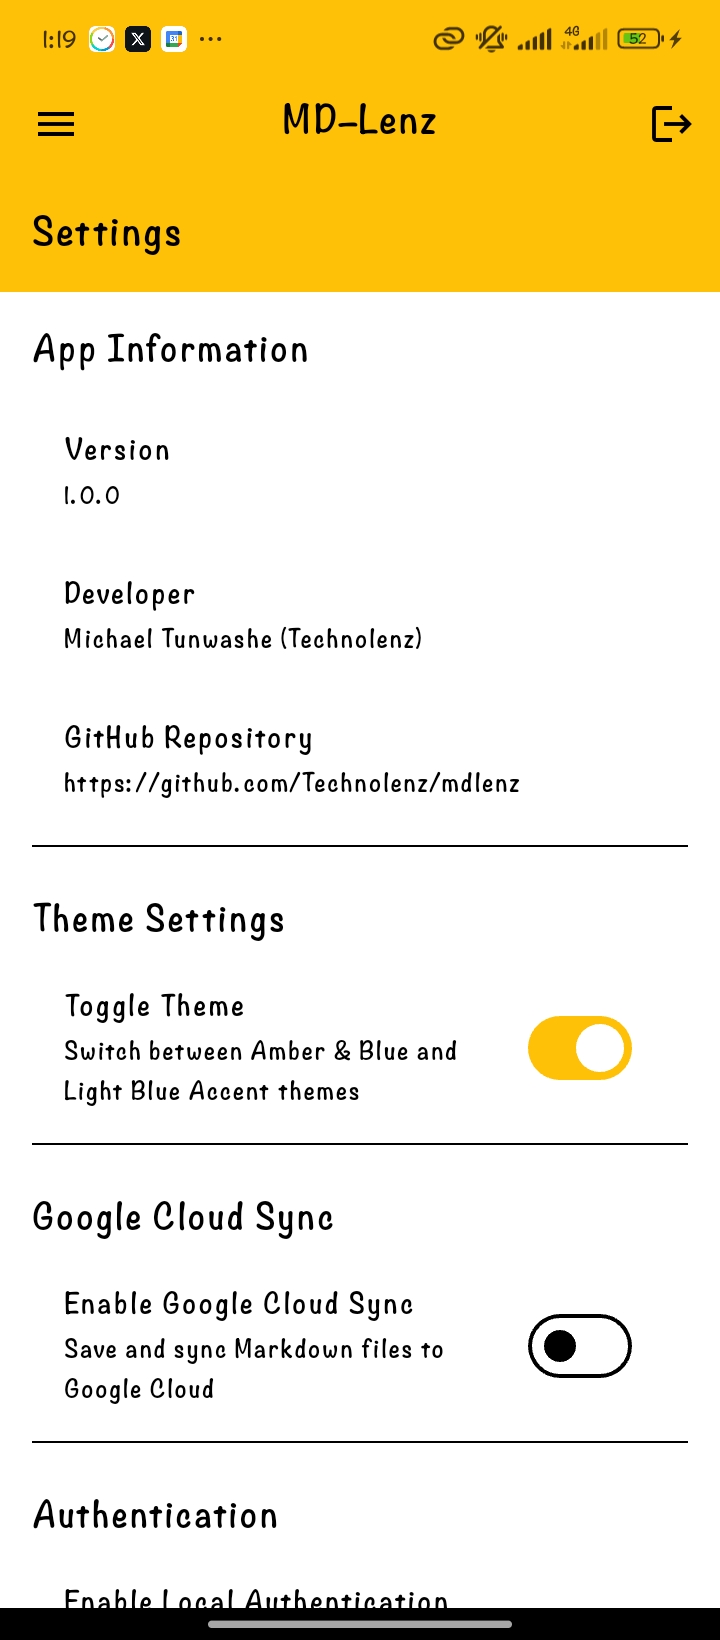 1:19
4G
52
MD-Lenz
Settings
App Information
Version
1.0.0
Developer
Michael Tunwashe (Technolenz)
GitHub Repository
https://github.com/Technolenz/mdlenz
Theme Settings
Toggle Theme
Switch between Amber & Blue and
Light Blue Accent themes
Google Cloud Sync
Enable Google Cloud Sync
Save and sync Markdown files to
Google Cloud
Authentication
Enable Local Authentication